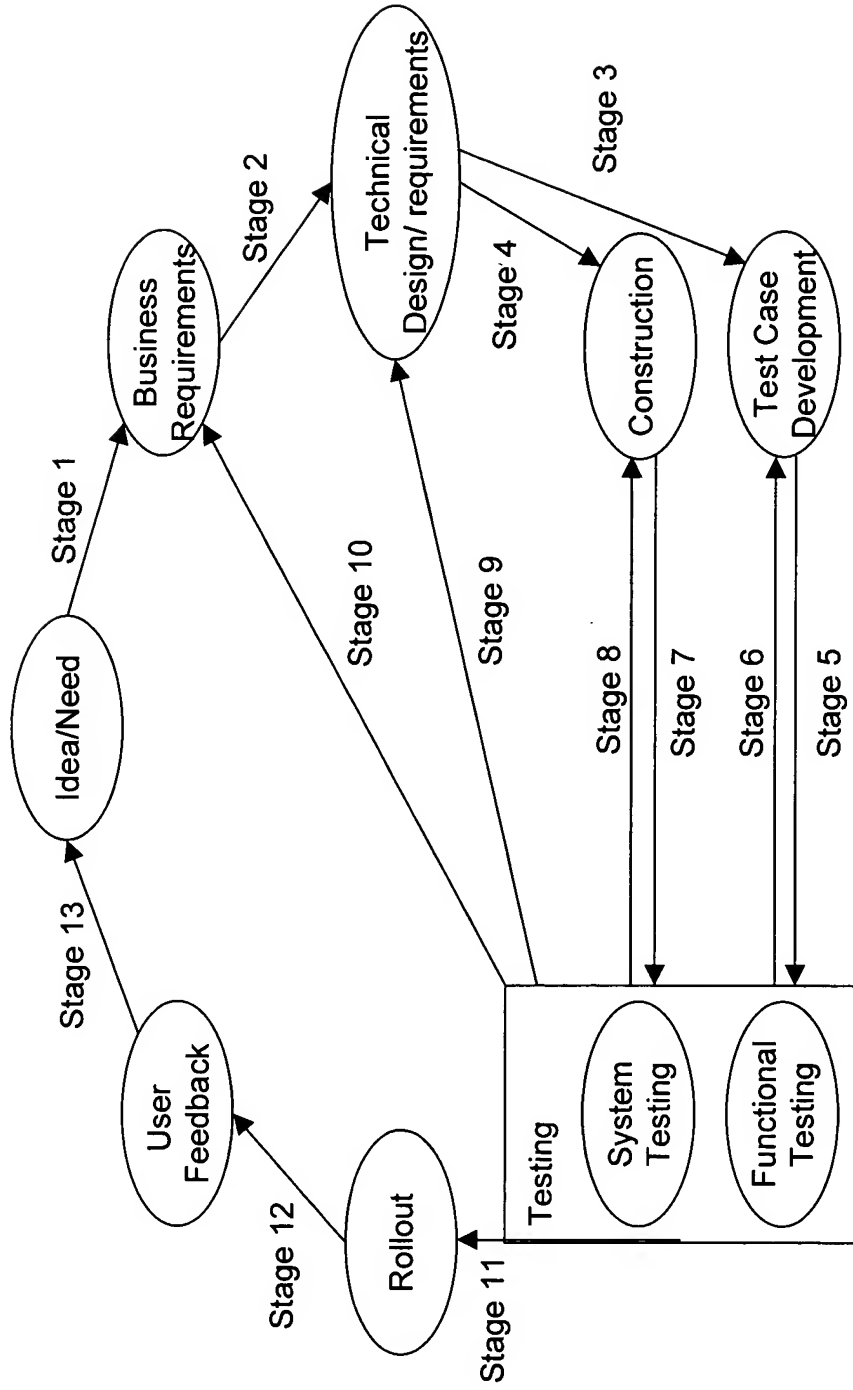 Idea/Need
Stage 1
Stage 13
Business
Requirements
User
Feedback
Stage 2
Stage 12
Stage 10
Technical
Design/ requirements
Rollout
Stage 9
Stage 11
Stage 4
Stage 3
Testing
System
Testing
Stage 8
Stage 7
Construction
Functional
Testing
Stage 6
Stage 5
Test Case
Development